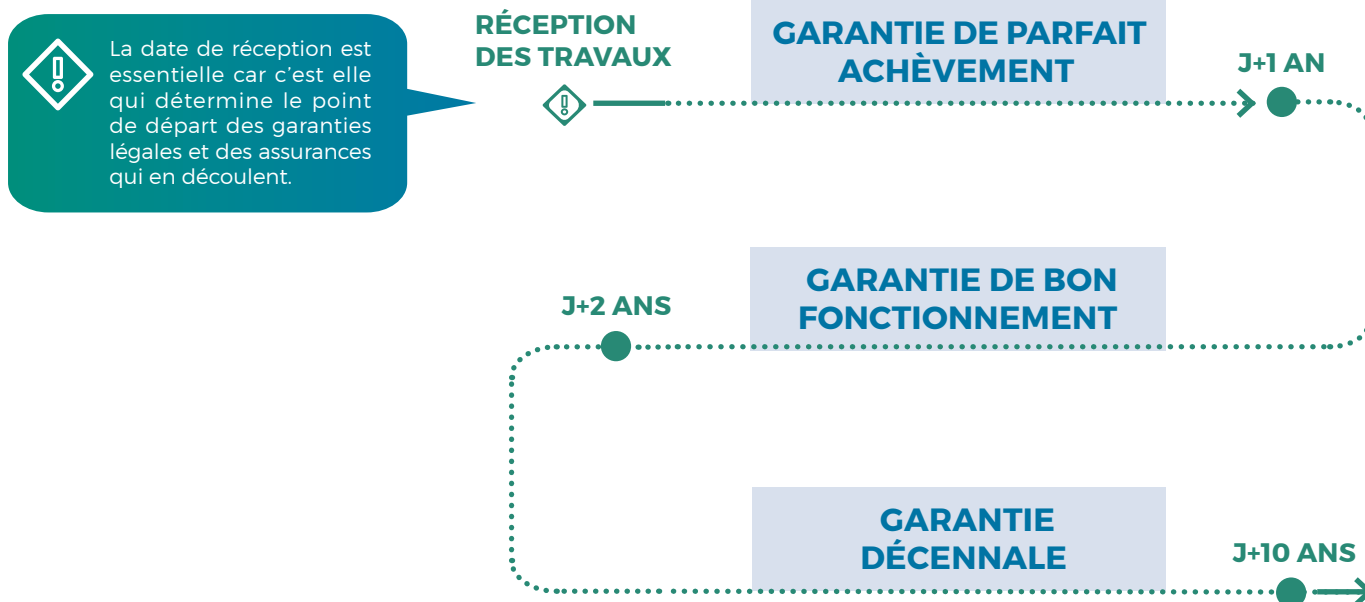 La date de réception est
essentielle car c'est elle
qui détermine le point
de départ des garanties
légales et des assurances
qui en découlent.
RÉCEPTION
DES TRAVAUX
GARANTIE DE PARFAIT
ACHÈVEMENT
J+1 AN
GARANTIE DE BON
FONCTIONNEMENT
J+2 ANS
GARANTIE
DÉCENNALE
J+10 ANS